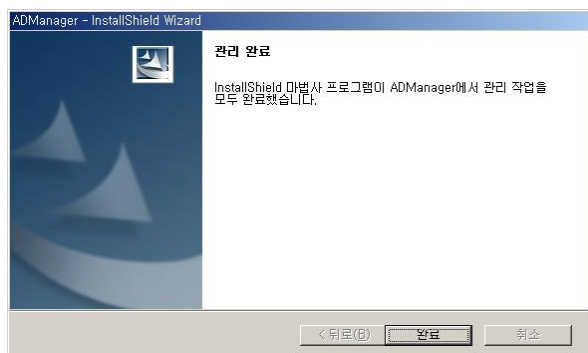 ADManager - InstallShield Wizard
관리 완료
InstallShield 마법사 프로그램이 ADManager에서 관리 작업을
모두 완료했습니다.
< 뒤로(B) 완료 취소